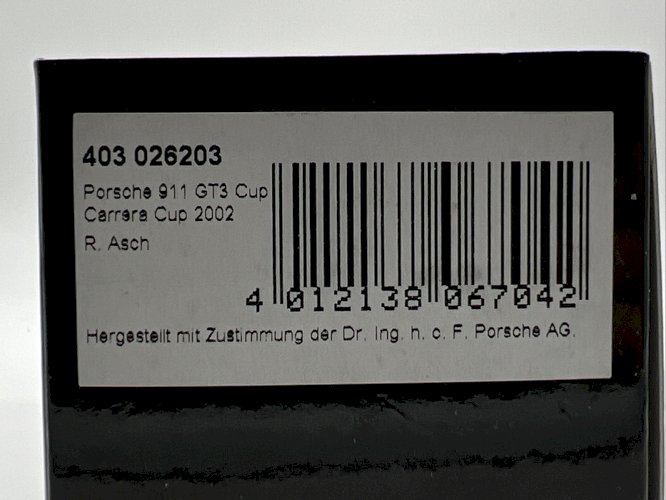 403 026203
Porsche 911 GT3 Cup
Carrera Cup 2002
R. Asch
4 012138 067042
Hergestellt mit Zustimmung der Dr. Ing. h. c. F. Porsche AG.